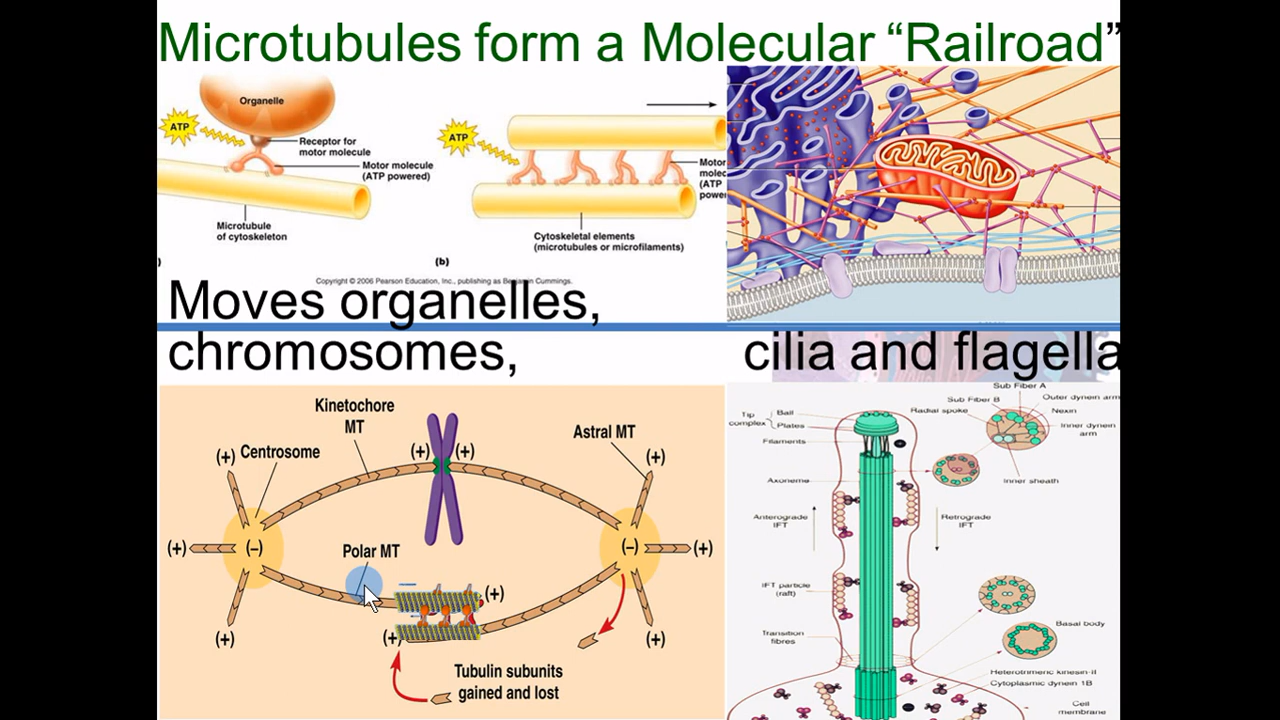 Microtubules form a Molecular “Railroad”
Organelle
ATP
Receptor for
motor molecule
Motor molecule
(ATP powered)
Microtubule
of cytoskeleton
)
ATP
Motor
molec
(ATP
power
Cytoskeletal elements
(microtubules or microfilaments)
(b)
Copyright © 2006 Pearson Education, Inc., publishing as Benjamin Cummings.
Moves organelles,
chromosomes,
cilia and flagella
Kinetochore
MT
Centrosome
Astral MT
(+)
(+)
(+)
(+)
(+)
(–)
(–)
(+)
Polar MT
(+)
(+)
(+)
(+)
Tubulin subunits
gained and lost
Sub Fiber A
Sub Fiber B
Outer dynein arm
Radial spoke
Nexin
Inner dynein
arm
Inner sheath
Tip
complex
Ball
Plates
Filaments
Axoneme
Anterograde
IFT
Retrograde
IFT
IFT particle
(raft)
Basal body
Transition
fibres
Heterotrimeric kinesin-II
Cytoplasmic dynein 1B
Cell
membrane